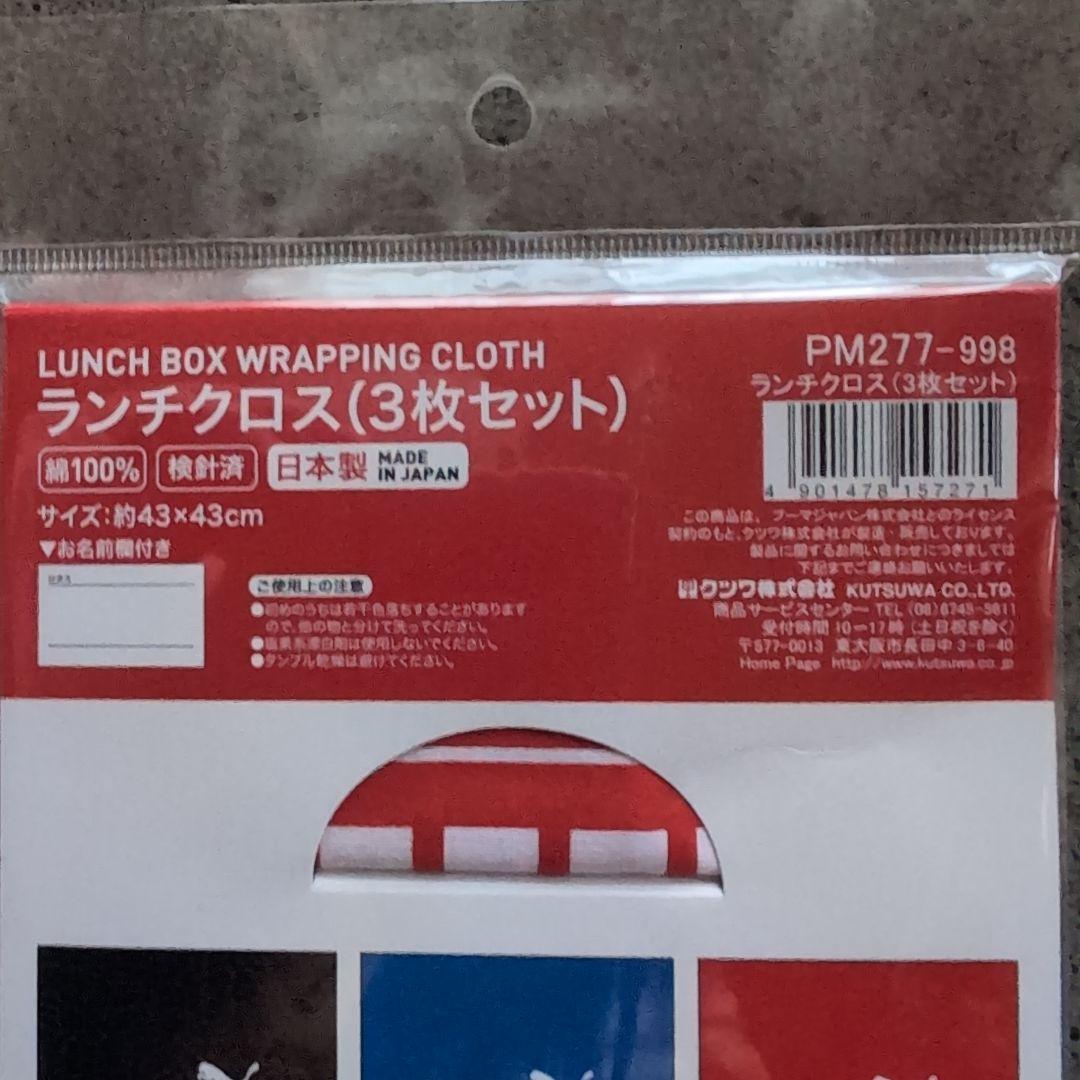 LUNCH BOX WRAPPING CLOTH
ランチクロス(3枚セット)
綿100% 検針済 日本製 MADE IN JAPAN
サイズ:約43×43cm
▼お名前欄付き
ご使用上の注意
●初めのうちは若干色落ちすることがあります
ので、他の物と分けて洗ってください。
●塩素系漂白剤は使用しないでください。
●タンブル乾燥は避けてください。
PM277-998
ランチクロス(3枚セット)
4 901478 157271
この商品は、プーマジャパン株式会社とのライセンス
契約のもと、クツワ株式会社が製造・販売しております。
製品に関するお問い合わせにつきましては
下記までご連絡お願いいたします。
クツワ株式会社 KUTSUWA CO.,LTD.
商品サービスセンター TEL (06)6745-5611
受付時間 10-17時 (土日祝を除く)
〒577-0013 東大阪市長田中3-6-40
Home Page http://www.kutsuwa.co.jp